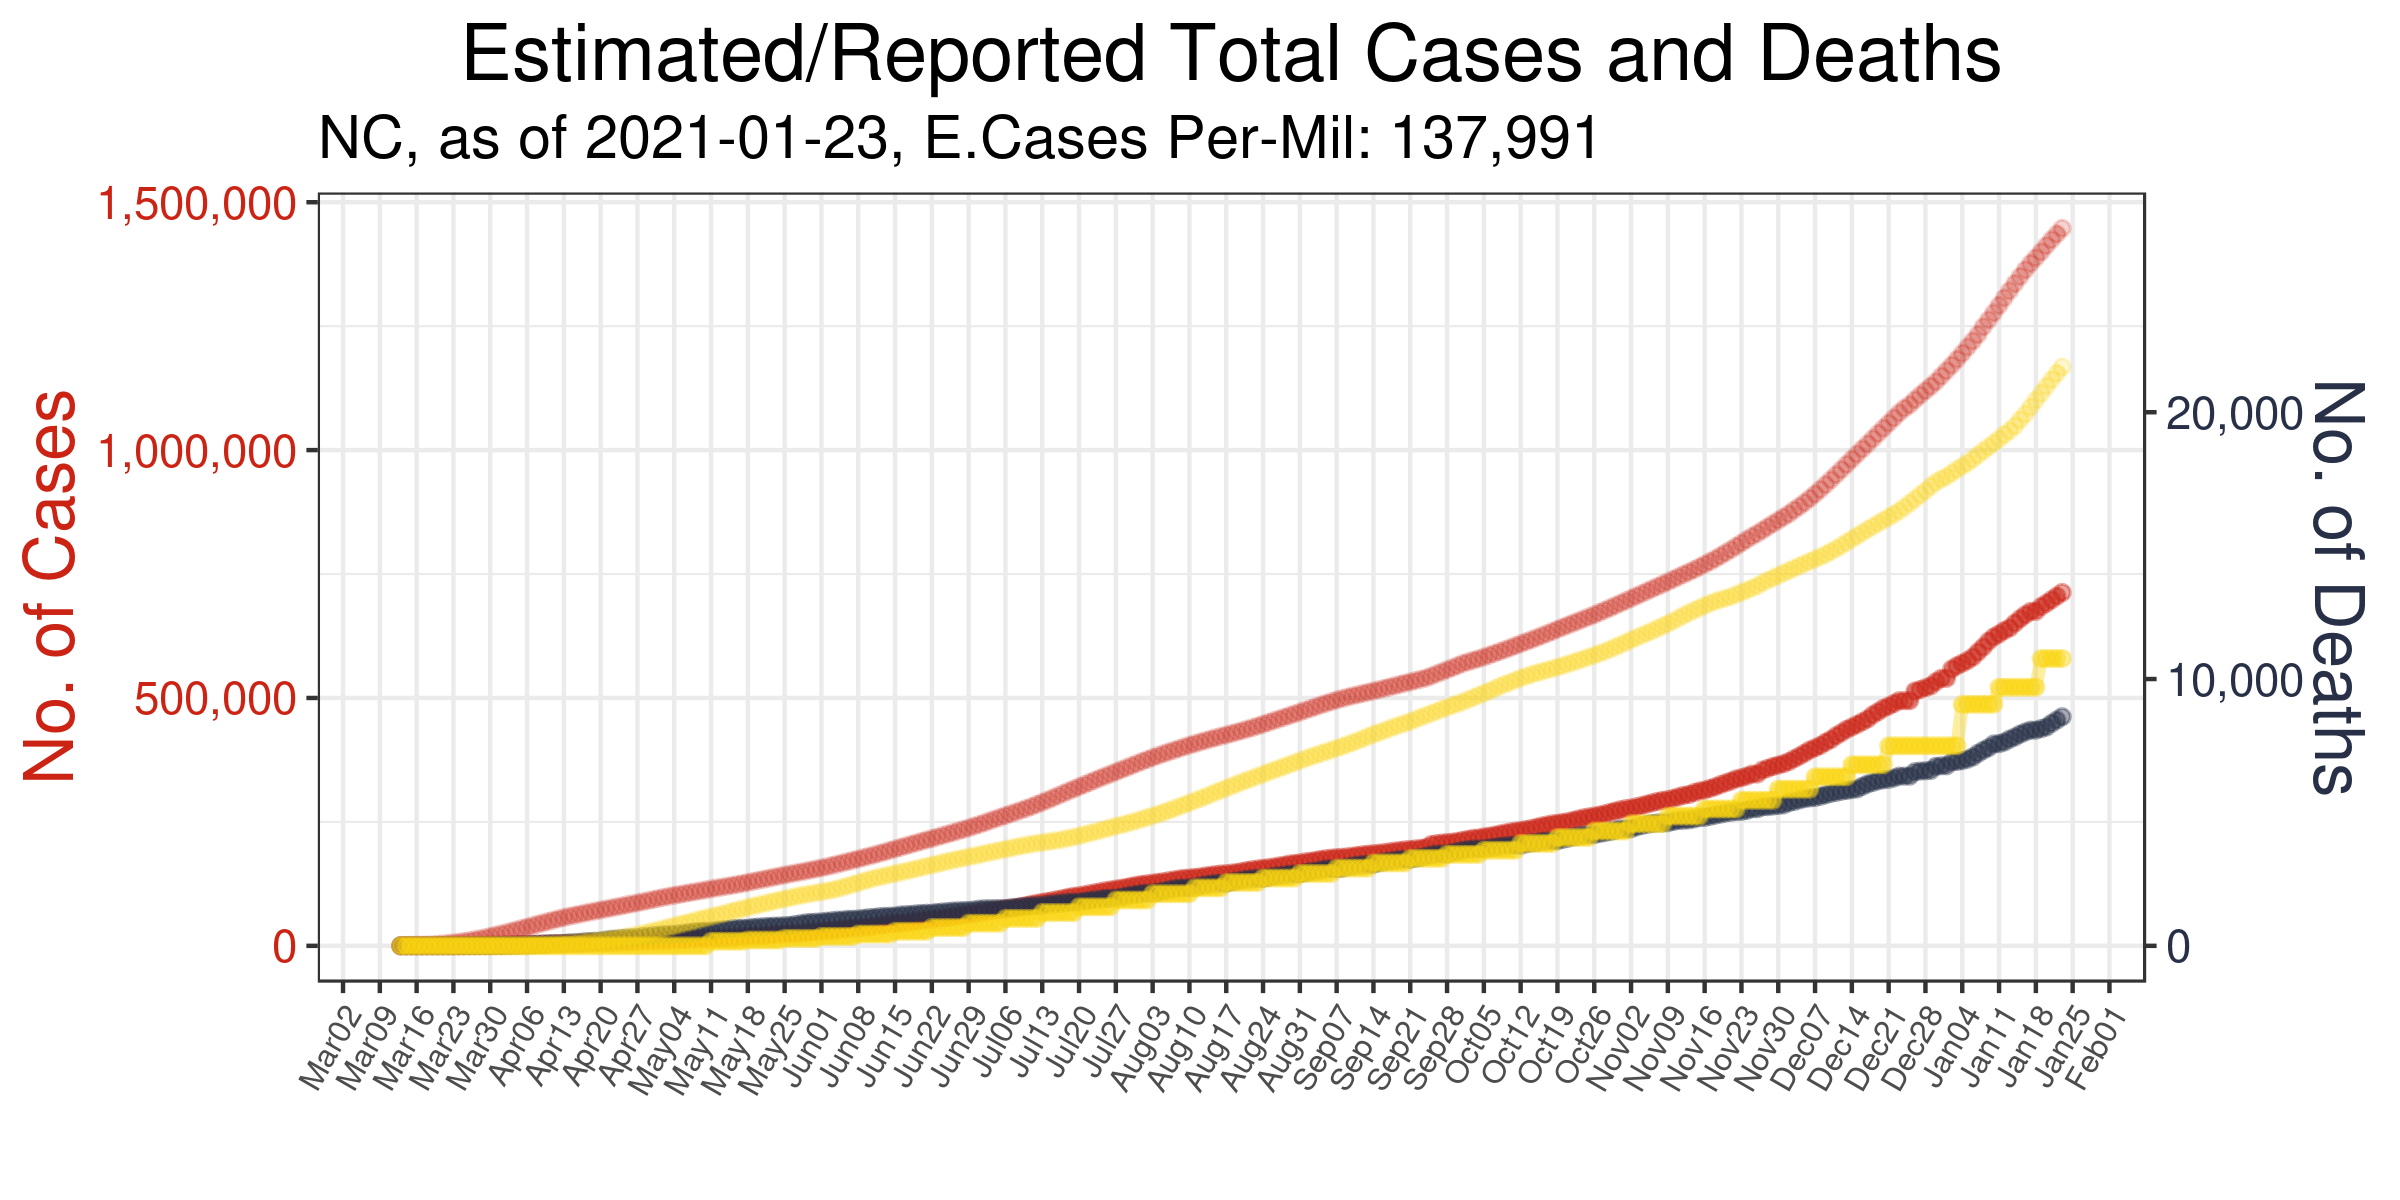 Estimated/Reported Total Cases and Deaths
NC, as of 2021-01-23, E.Cases Per-Mil: 137,991
No. of Cases
1,500,000
1,000,000
500,000
0
20,000
10,000
0
No. of Deaths
Mar02
Mar09
Mar16
Mar23
Mar30
Apr06
Apr13
Apr20
Apr27
May04
May11
May18
May25
Jun01
Jun08
Jun15
Jun22
Jun29
Jul06
Jul13
Jul20
Jul27
Aug03
Aug10
Aug17
Aug24
Aug31
Sep07
Sep14
Sep21
Sep28
Oct05
Oct12
Oct19
Oct26
Nov02
Nov09
Nov16
Nov23
Nov30
Dec07
Dec14
Dec21
Dec28
Jan04
Jan11
Jan18
Jan25
Feb01